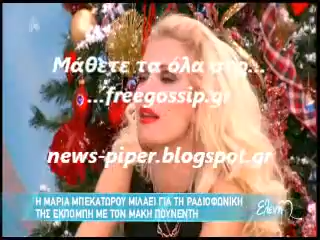 Μάθετε τα όλα στο...
...freegossip.gr
news-piper.blogspot.gr
Η ΜΑΡΙΑ ΜΠΕΚΑΤΩΡΟΥ ΜΙΛΑΕΙ ΓΙΑ ΤΗ ΡΑΔΙΟΦΩΝΙΚΗ
ΤΗΣ ΕΚΠΟΜΠΗ ΜΕ ΤΟΝ ΜΑΚΗ ΠΟΥΝΕΝΤΗ
Ελένη